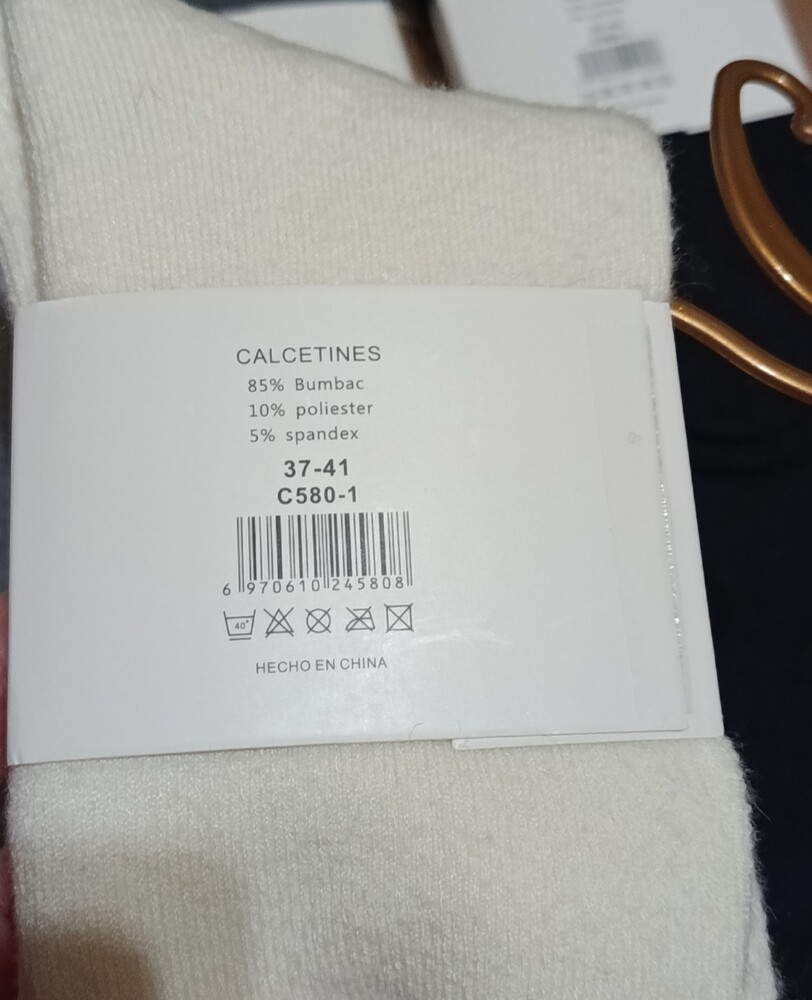 CALCETINES
85% Bumbac
10% poliester
5% spandex
37-41
C580-1
6 970610 245808
40°
HECHO EN CHINA